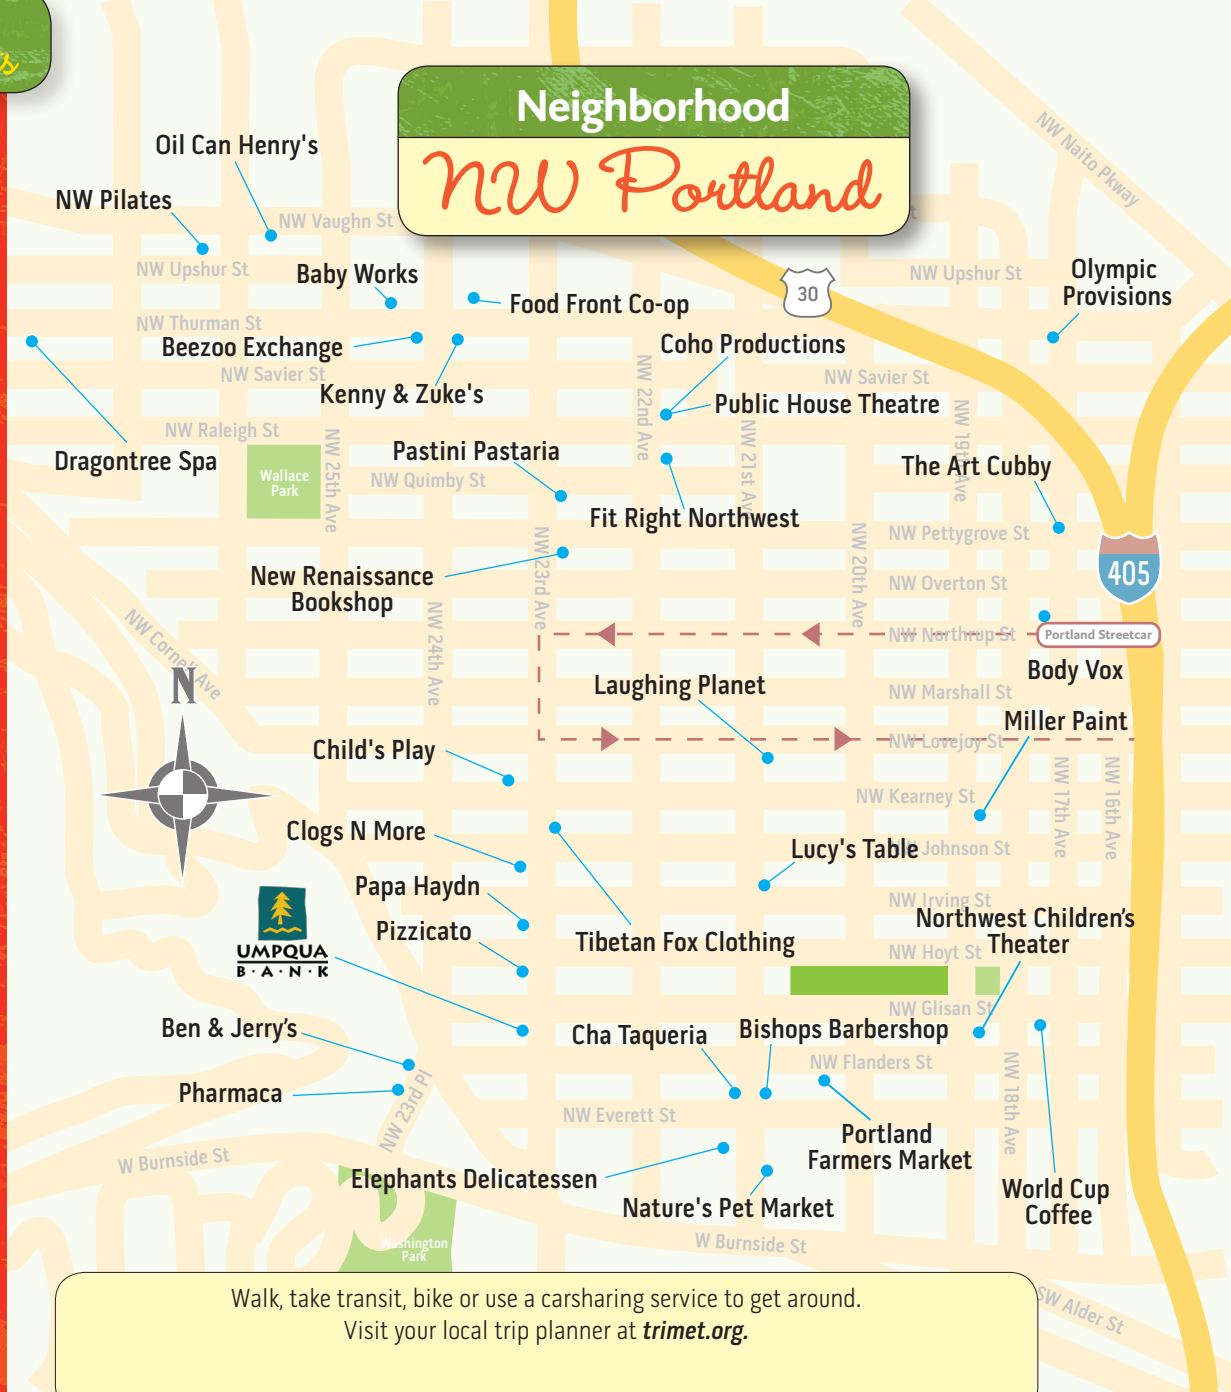 s
Neighborhood
NW Portland
Oil Can Henry's
NW Pilates
NW Vaughn St
t
NW Naito Pkway
NW Upshur St
Baby Works
Food Front Co-op
30
NW Upshur St
Olympic
Provisions
NW Thurman St
Beezoo Exchange
Coho Productions
NW Savier St
Kenny & Zuke's
NW 22nd Ave
NW Savier St
Public House Theatre
NW 19th Ave
NW Raleigh St
NW 25th Ave
Pastini Pastaria
NW 21st Ave
Dragontree Spa
Wallace
Park
NW Quimby St
The Art Cubby
Fit Right Northwest
NW 23rd Ave
NW 20th Ave
NW Pettygrove St
405
New Renaissance
Bookshop
NW Overton St
NW 24th Ave
NW Cornell Ave
NW Northrup St
Portland Streetcar
Body Vox
N
Laughing Planet
NW Marshall St
Miller Paint
Child's Play
NW Lovejoy St
NW 17th Ave
NW 16th Ave
NW Kearney St
Clogs N More
Lucy's Table
NW Johnson St
Papa Haydn
NW Irving St
Northwest Children's
Theater
Pizzicato
Tibetan Fox Clothing
NW Hoyt St
UMPQUA
B·A·N·K
NW Glisan St
Ben & Jerry's
Cha Taqueria
Bishops Barbershop
NW Flanders St
NW 18th Ave
Pharmaca
NW 23rd Pl
NW Everett St
Portland
Farmers Market
W Burnside St
Elephants Delicatessen
Nature's Pet Market
World Cup
Coffee
Washington
Park
W Burnside St
SW Alder St
Walk, take transit, bike or use a carsharing service to get around.
Visit your local trip planner at trimet.org.